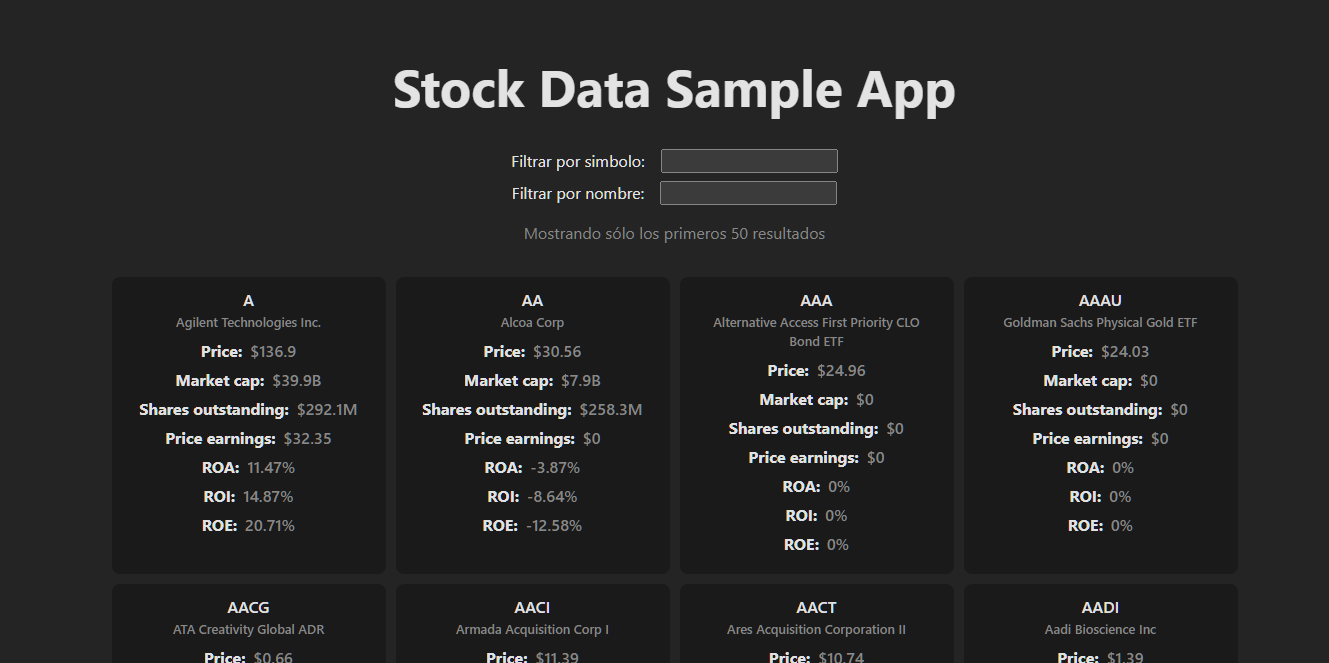 Stock Data Sample App
Filtrar por simbolo:
Filtrar por nombre:
Mostrando sólo los primeros 50 resultados
A
Agilent Technologies Inc.
Price: $136.9
Market cap: $39.9B
Shares outstanding: $292.1M
Price earnings: $32.35
ROA: 11.47%
ROI: 14.87%
ROE: 20.71%
AA
Alcoa Corp
Price: $30.56
Market cap: $7.9B
Shares outstanding: $258.3M
Price earnings: $0
ROA: -3.87%
ROI: -8.64%
ROE: -12.58%
AAA
Alternative Access First Priority CLO
Bond ETF
Price: $24.96
Market cap: $0
Shares outstanding: $0
Price earnings: $0
ROA: 0%
ROI: 0%
ROE: 0%
AAAU
Goldman Sachs Physical Gold ETF
Price: $24.03
Market cap: $0
Shares outstanding: $0
Price earnings: $0
ROA: 0%
ROI: 0%
ROE: 0%
AACG
ATA Creativity Global ADR
Price: $0.66
AACI
Armada Acquisition Corp I
Price: $11.39
AACT
Ares Acquisition Corporation II
Price: $10.74
AADI
Aadi Bioscience Inc
Price: $1.39